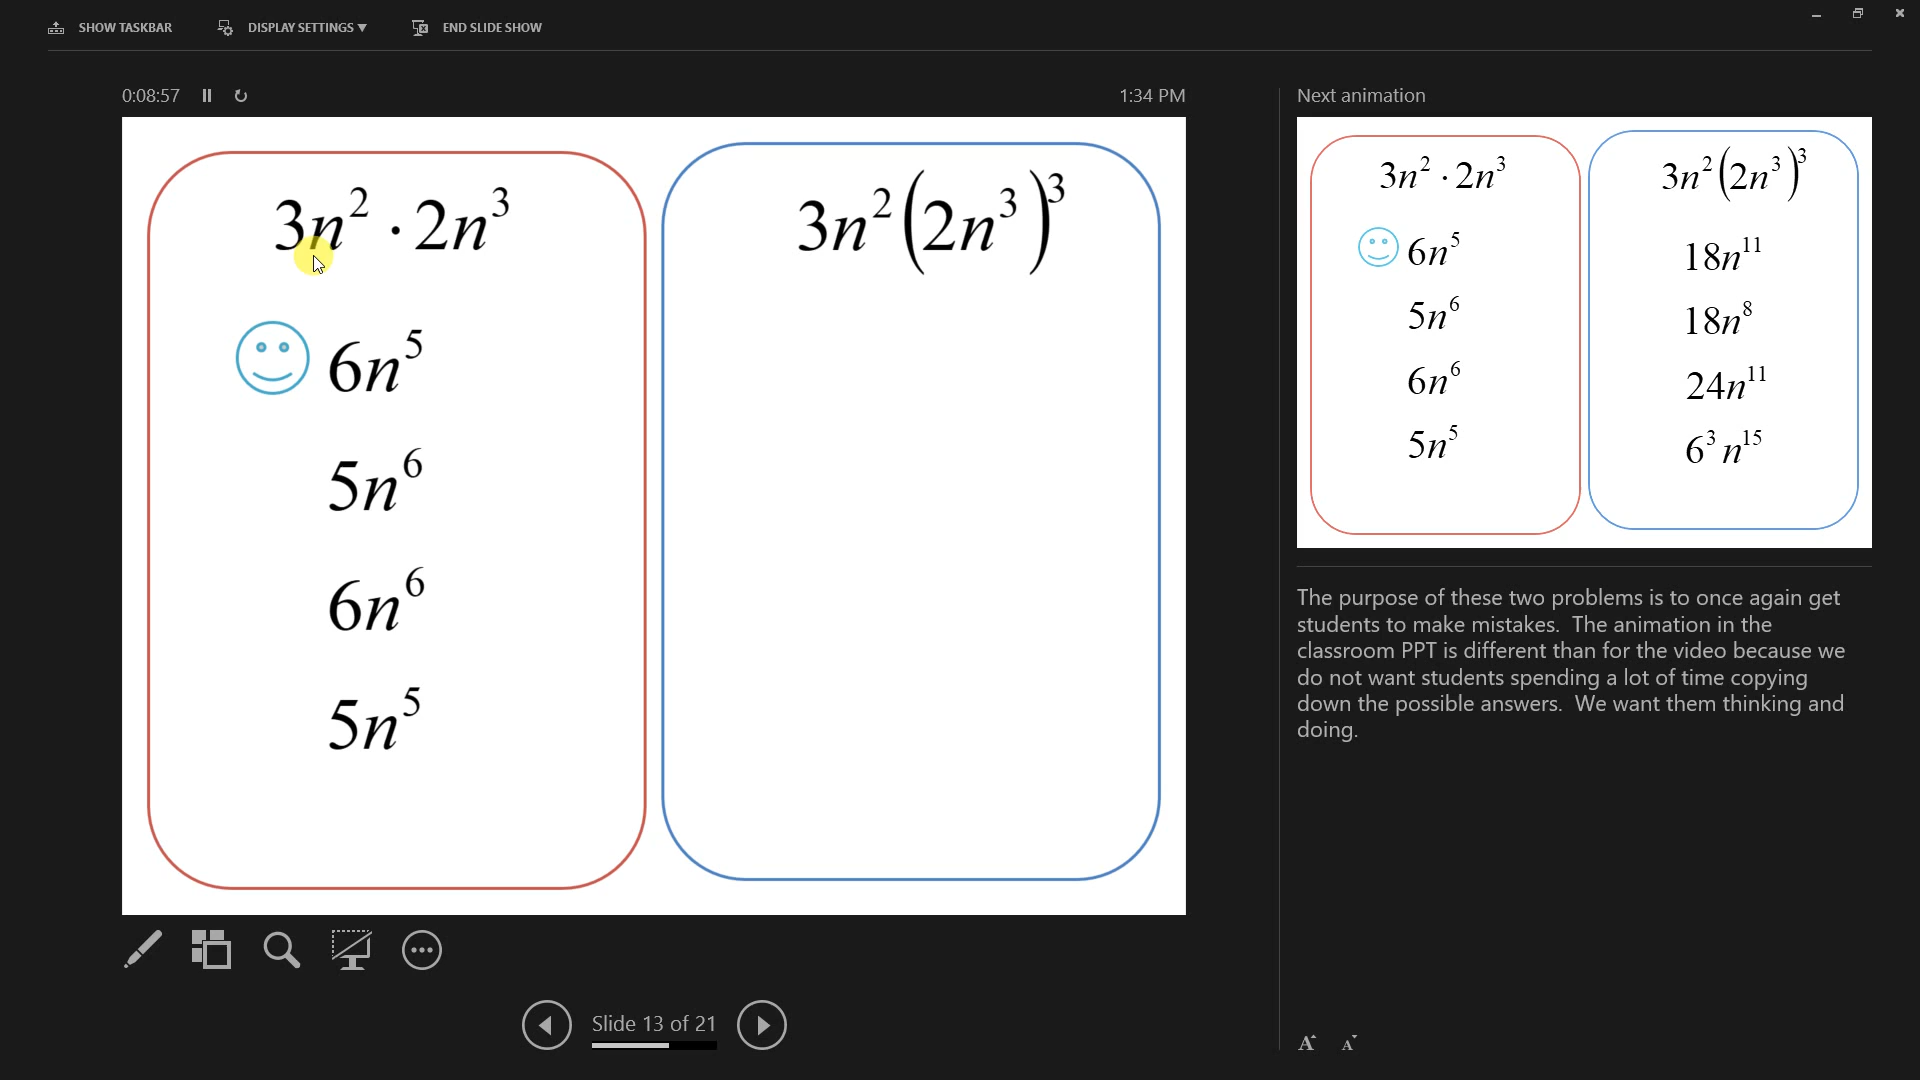 SHOW TASKBAR
DISPLAY SETTINGS ▼
END SLIDE SHOW
0:08:57
1:34 PM
3n² · 2n³
6n⁵
5n⁶
6n⁶
5n⁵
3n²(2n³)³
Next animation
3n² · 2n³
6n⁵
5n⁶
6n⁶
5n⁵
3n²(2n³)³
18n¹¹
18n⁸
24n¹¹
6³n¹⁵
The purpose of these two problems is to once again get
students to make mistakes.  The animation in the
classroom PPT is different than for the video because we
do not want students spending a lot of time copying
down the possible answers.  We want them thinking and
doing.
Slide 13 of 21
A A